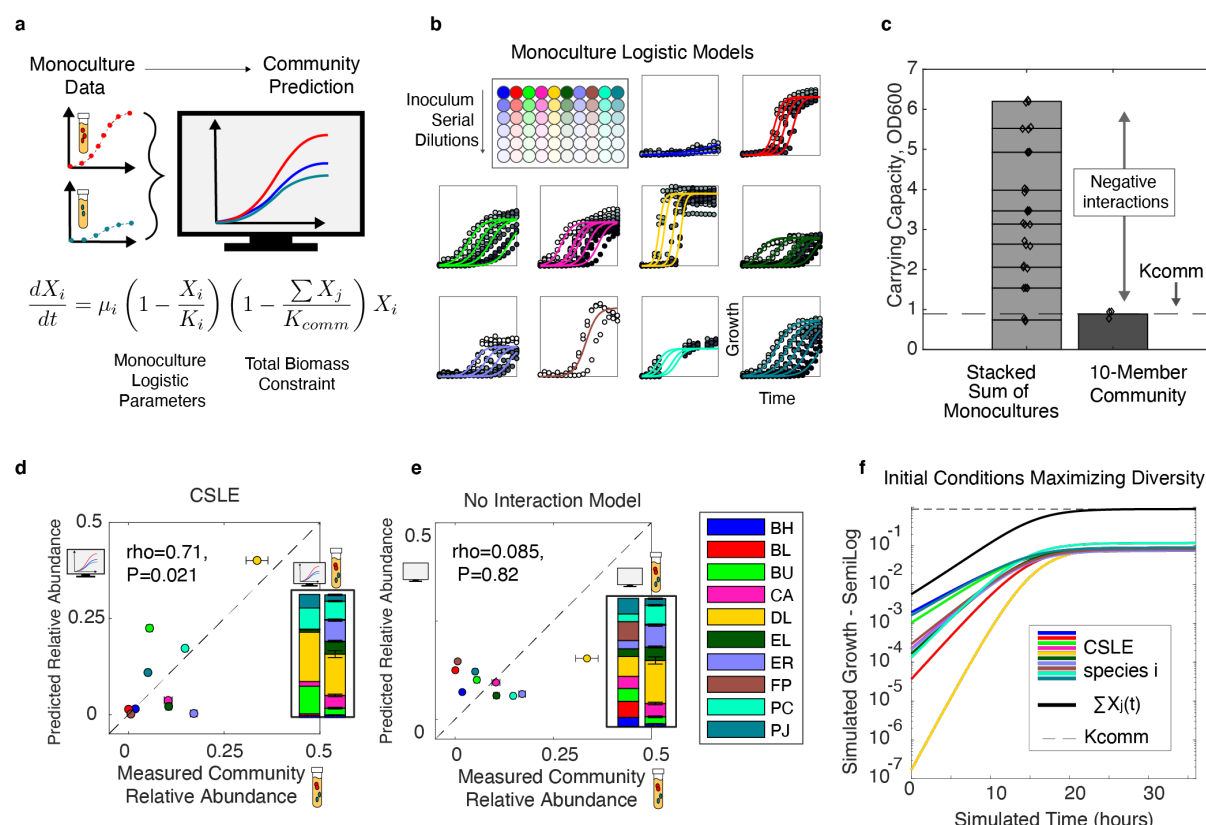 a
Monoculture
Data
Community
Prediction
dX_i/dt = μ_i (1 − X_i/K_i) (1 − ∑ X_j/K_comm) X_i
Monoculture
Logistic
Parameters
Total Biomass
Constraint
b
Monoculture Logistic Models
Inoculum
Serial
Dilutions
Growth
Time
c
Carrying Capacity, OD600
7
6
5
4
3
2
1
0
Negative
interactions
Kcomm
Stacked
Sum of
Monocultures
10-Member
Community
d
CSLE
Predicted Relative Abundance
0.5
0.25
0
rho=0.71,
P=0.021
0
0.25
0.5
Measured Community
Relative Abundance
e
No Interaction Model
Predicted Relative Abundance
0.5
0
rho=0.085,
P=0.82
0
0.25
0.5
Measured Community
Relative Abundance
BH
BL
BU
CA
DL
EL
ER
FP
PC
PJ
f
Initial Conditions Maximizing Diversity
Simulated Growth - SemiLog
10^-1
10^-2
10^-3
10^-4
10^-5
10^-6
10^-7
CSLE
species i
∑Xj(t)
Kcomm
0
10
20
30
Simulated Time (hours)